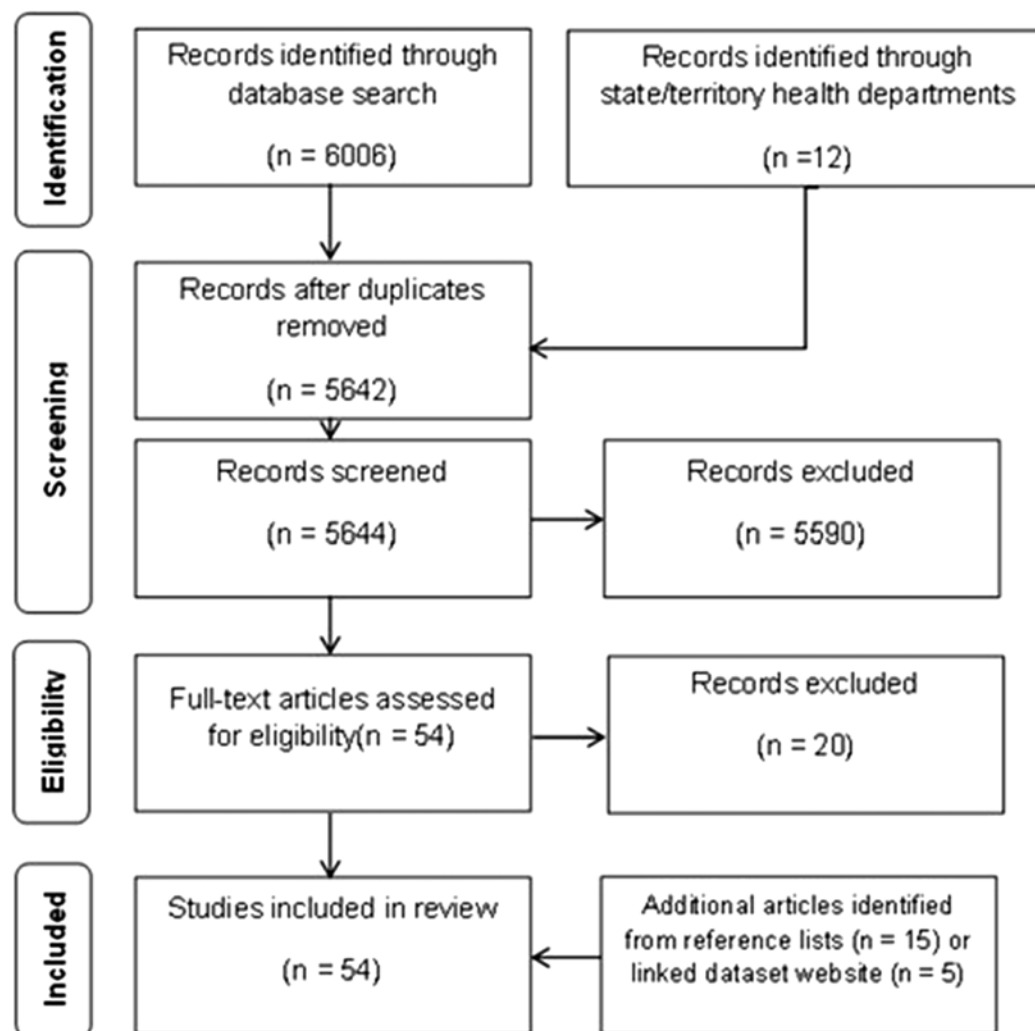 Identification
Records identified through
database search
(n = 6006)
Records identified through
state/territory health departments
(n =12)
Screening
Records after duplicates
removed
(n = 5642)
Records screened
(n = 5644)
Records excluded
(n = 5590)
Eligibility
Full-text articles assessed
for eligibility(n = 54)
Records excluded
(n = 20)
Included
Studies included in review
(n = 54)
Additional articles identified
from reference lists (n = 15) or
linked dataset website (n = 5)